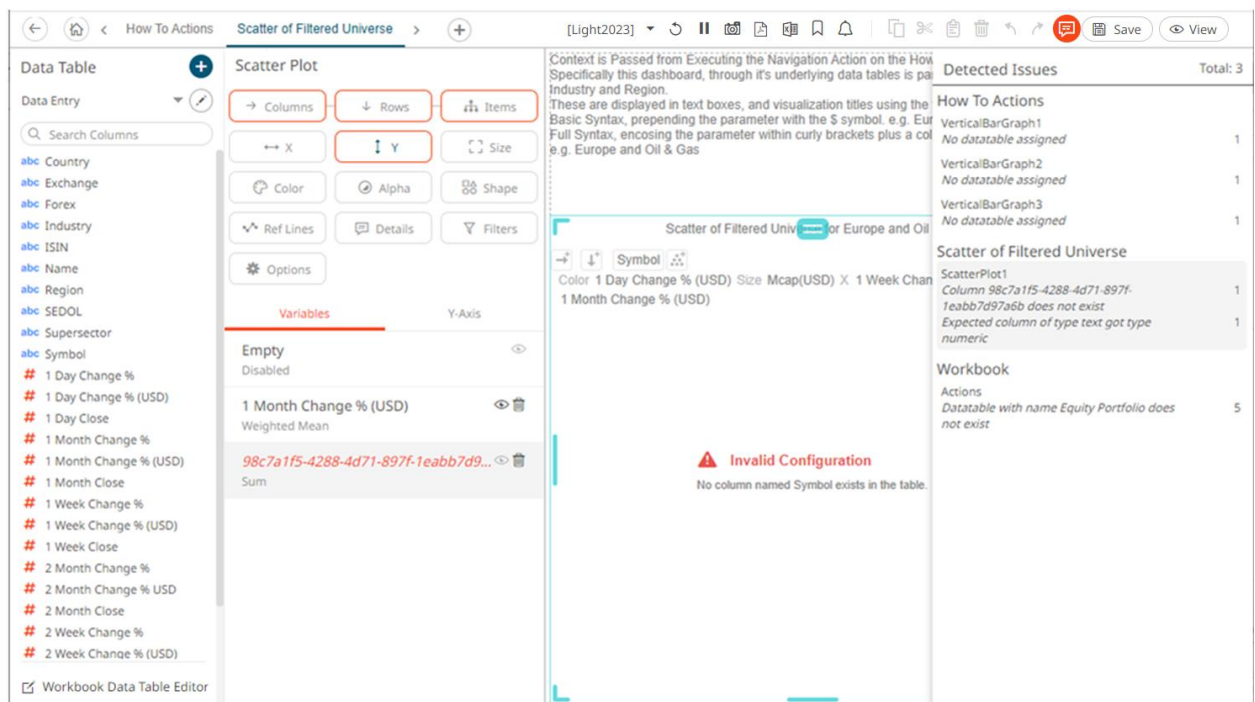 How To Actions
Scatter of Filtered Universe
[Light2023]
Save
View
Data Table
Data Entry
Search Columns
abc Country
abc Exchange
abc Forex
abc Industry
abc ISIN
abc Name
abc Region
abc SEDOL
abc Supersector
abc Symbol
# 1 Day Change %
# 1 Day Change % (USD)
# 1 Day Close
# 1 Month Change %
# 1 Month Change % (USD)
# 1 Month Close
# 1 Week Change %
# 1 Week Change % (USD)
# 1 Week Close
# 2 Month Change %
# 2 Month Change % USD
# 2 Month Close
# 2 Week Change %
# 2 Week Change % (USD)
Workbook Data Table Editor
Scatter Plot
Columns
Rows
Items
X
Y
Size
Color
Alpha
Shape
Ref Lines
Details
Filters
Options
Variables
Y-Axis
Empty
Disabled
1 Month Change % (USD)
Weighted Mean
98c7a1f5-4288-4d71-897f-1eabb7d9...
Sum
Context is Passed from Executing the Navigation Action on the How
Specifically this dashboard, through it's underlying data tables is pa
Industry and Region.
These are displayed in text boxes, and visualization titles using the
Basic Syntax, prepending the parameter with the $ symbol. e.g. Eur
Full Syntax, encosing the parameter within curly brackets plus a col
e.g. Europe and Oil & Gas
Scatter of Filtered Univ or Europe and Oil
Symbol
Color 1 Day Change % (USD) Size Mcap(USD) X 1 Week Chan
1 Month Change % (USD)
Invalid Configuration
No column named Symbol exists in the table.
Detected Issues
Total: 3
How To Actions
VerticalBarGraph1
No datatable assigned 1
VerticalBarGraph2
No datatable assigned 1
VerticalBarGraph3
No datatable assigned 1
Scatter of Filtered Universe
ScatterPlot1
Column 98c7a1f5-4288-4d71-897f- 1
1eabb7d97a6b does not exist
Expected column of type text got type 1
numeric
Workbook
Actions
Datatable with name Equity Portfolio does 5
not exist